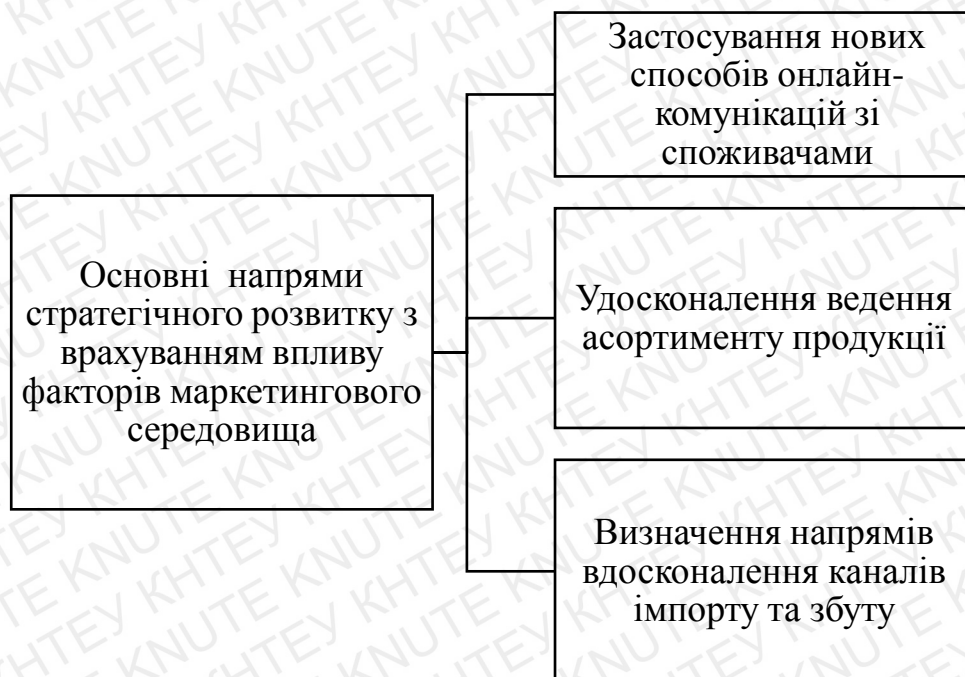 Застосування нових
способів онлайн-
комунікацій зі
споживачами
Основні напрями
стратегічного розвитку з
врахуванням впливу
факторів маркетингового
середовища
Удосконалення ведення
асортименту продукції
Визначення напрямів
вдосконалення каналів
імпорту та збуту